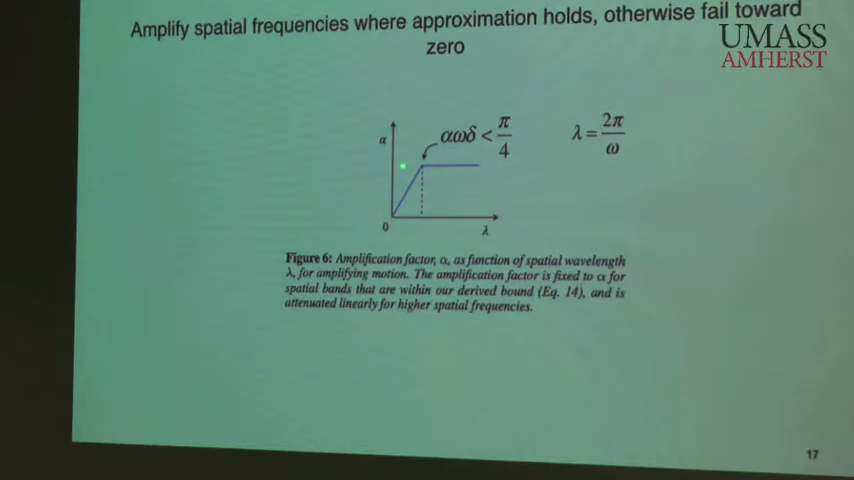 Amplify spatial frequencies where approximation holds, otherwise fail toward
zero
UMASS
AMHERST
α
αωδ < π/4
λ = 2π/ω
0
λ
Figure 6: Amplification factor, α, as function of spatial wavelength
λ, for amplifying motion. The amplification factor is fixed to α for
spatial bands that are within our derived bound (Eq. 14), and is
attenuated linearly for higher spatial frequencies.
17